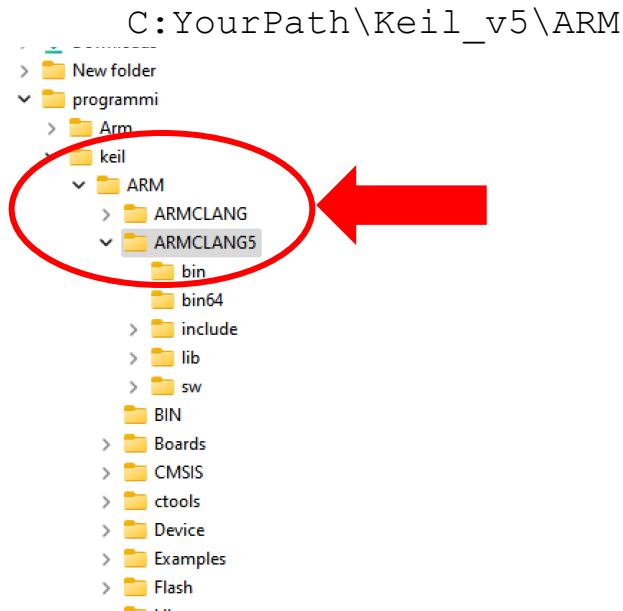 C:YourPath\Keil_v5\ARM
New folder
programmi
Arm
keil
ARM
ARMCLANG
ARMCLANG5
bin
bin64
include
lib
sw
BIN
Boards
CMSIS
ctools
Device
Examples
Flash